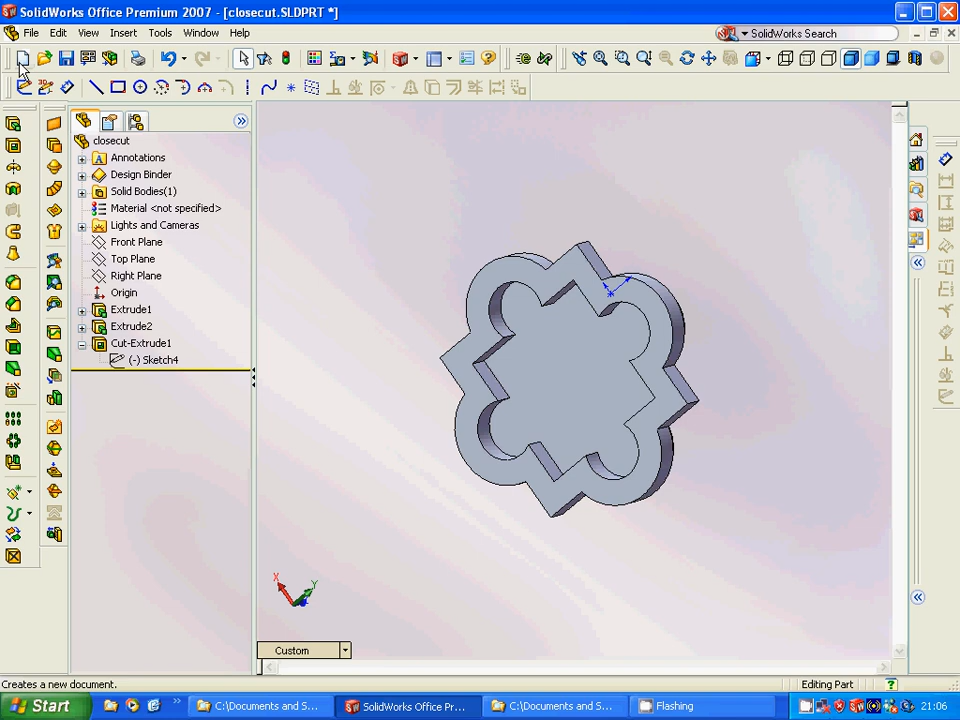 SolidWorks Office Premium 2007 - [closecut.SLDPRT *]
File Edit View Insert Tools Window Help
SolidWorks Search
closecut
Annotations
Design Binder
Solid Bodies(1)
Material <not specified>
Lights and Cameras
Front Plane
Top Plane
Right Plane
Origin
Extrude1
Extrude2
Cut-Extrude1
(-) Sketch4
X
Y
Custom
Creates a new document.
Editing Part
Start
C:\Documents and S...
SolidWorks Office Pr...
C:\Documents and S...
Flashing
21:06